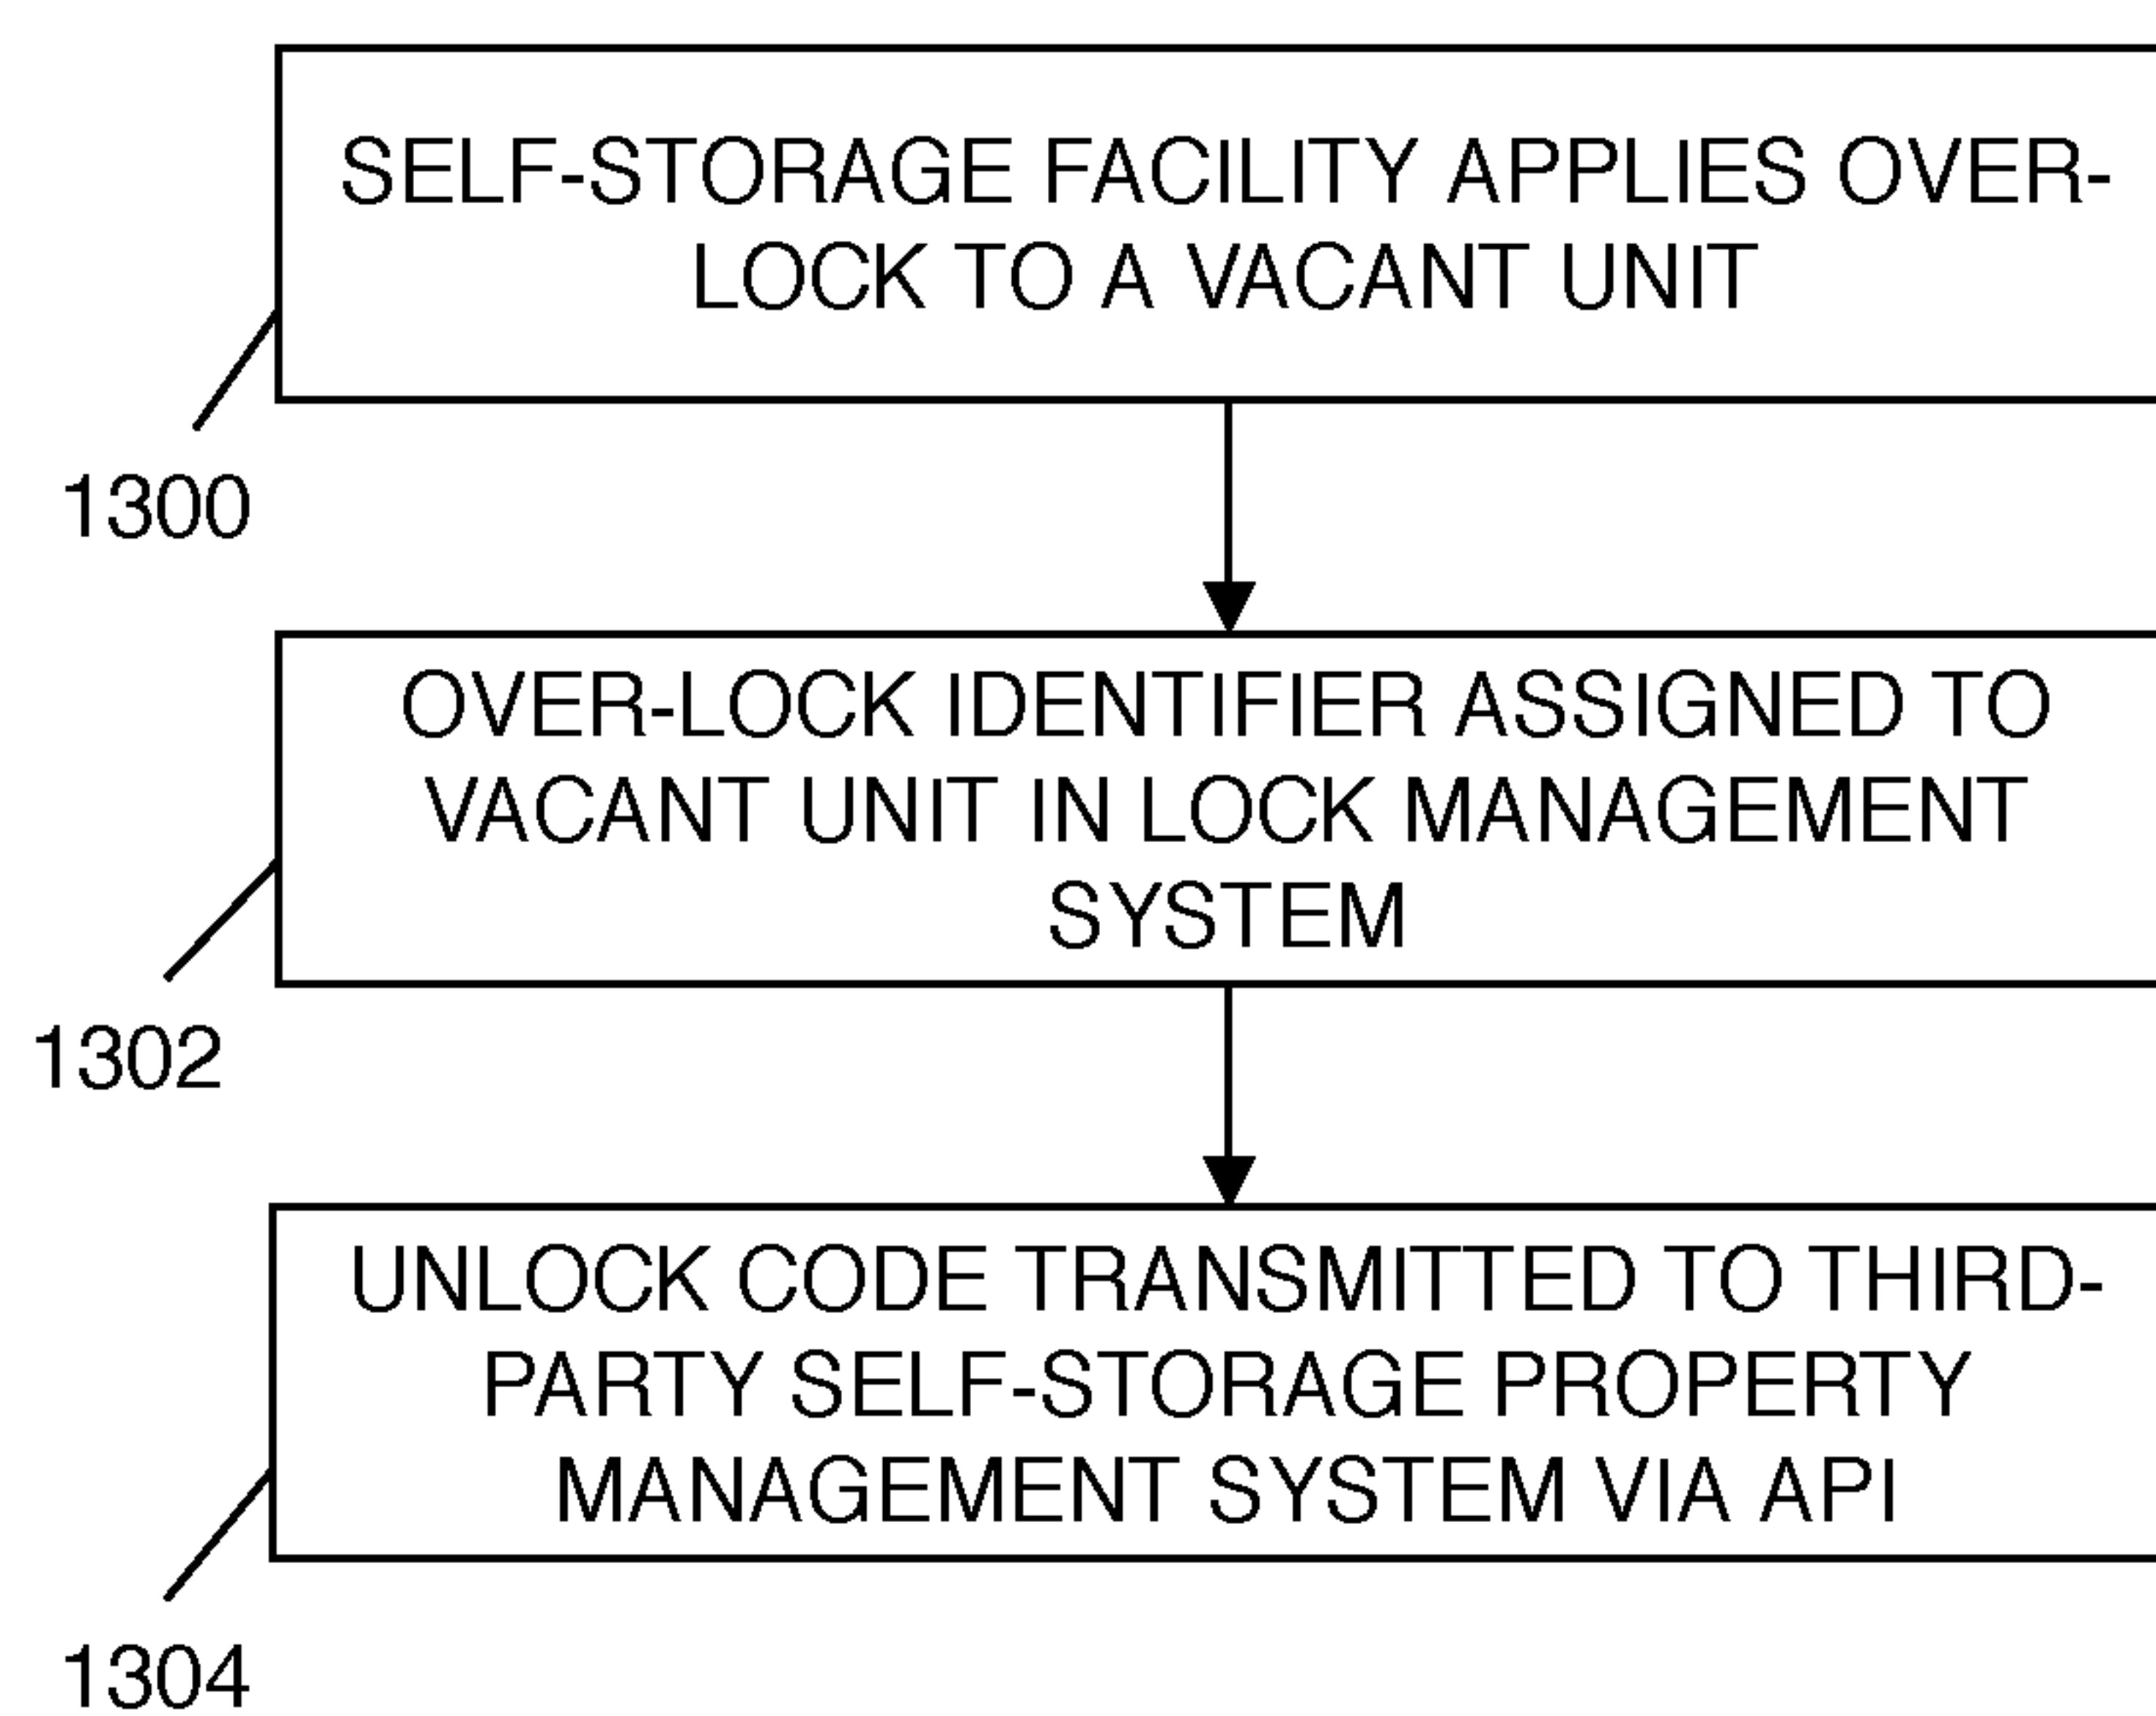 SELF-STORAGE FACILITY APPLIES OVER-
LOCK TO A VACANT UNIT
1300
OVER-LOCK IDENTIFIER ASSIGNED TO
VACANT UNIT IN LOCK MANAGEMENT
SYSTEM
1302
UNLOCK CODE TRANSMITTED TO THIRD-
PARTY SELF-STORAGE PROPERTY
MANAGEMENT SYSTEM VIA API
1304